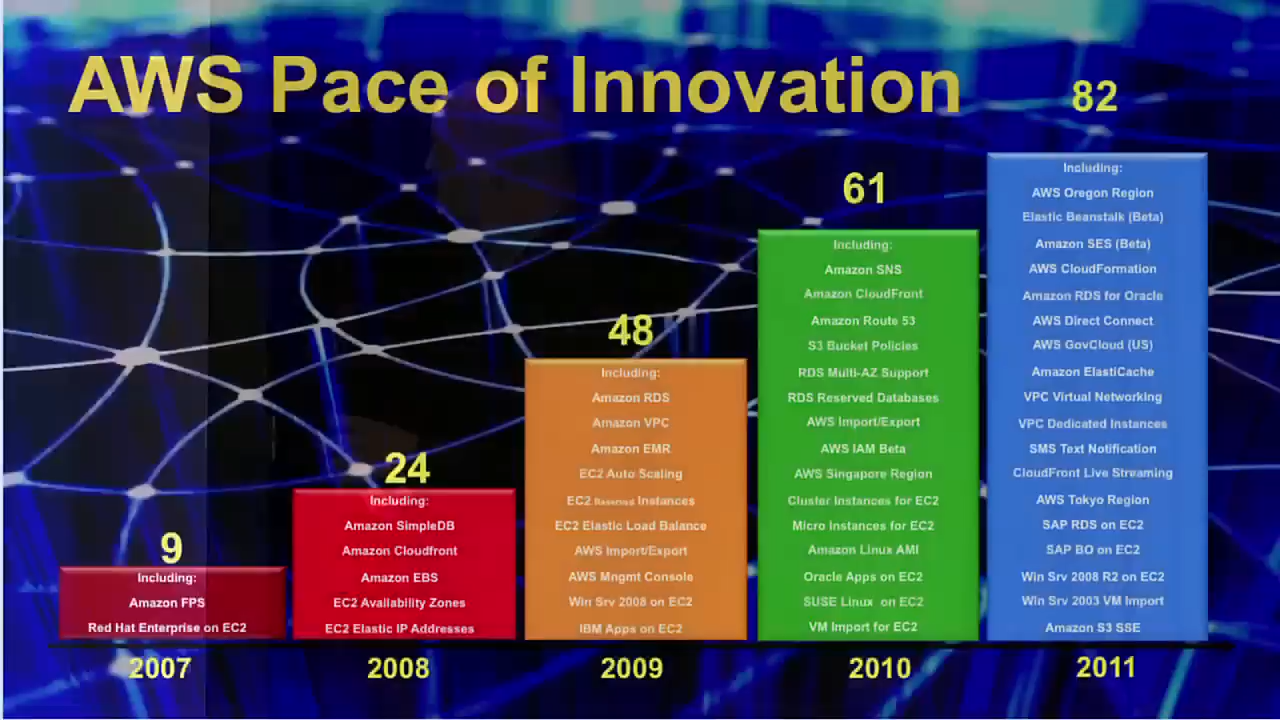 AWS Pace of Innovation
9
Including:
Amazon FPS
Red Hat Enterprise on EC2
2007
24
Including:
Amazon SimpleDB
Amazon Cloudfront
Amazon EBS
EC2 Availability Zones
EC2 Elastic IP Addresses
2008
48
Including:
Amazon RDS
Amazon VPC
Amazon EMR
EC2 Auto Scaling
EC2 Reserved Instances
EC2 Elastic Load Balance
AWS Import/Export
AWS Mngmt Console
Win Srv 2008 on EC2
IBM Apps on EC2
2009
61
Including:
Amazon SNS
Amazon CloudFront
Amazon Route 53
S3 Bucket Policies
RDS Multi-AZ Support
RDS Reserved Databases
AWS Import/Export
AWS IAM Beta
AWS Singapore Region
Cluster Instances for EC2
Micro Instances for EC2
Amazon Linux AMI
Oracle Apps on EC2
SUSE Linux on EC2
VM Import for EC2
2010
82
Including:
AWS Oregon Region
Elastic Beanstalk (Beta)
Amazon SES (Beta)
AWS CloudFormation
Amazon RDS for Oracle
AWS Direct Connect
AWS GovCloud (US)
Amazon ElastiCache
VPC Virtual Networking
VPC Dedicated Instances
SMS Text Notification
CloudFront Live Streaming
AWS Tokyo Region
SAP RDS on EC2
SAP BO on EC2
Win Srv 2008 R2 on EC2
Win Srv 2003 VM Import
Amazon S3 SSE
2011